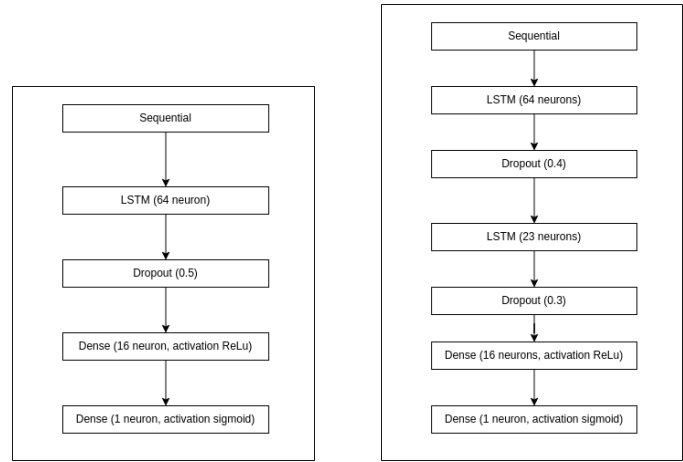 Sequential
LSTM (64 neuron)
Dropout (0.5)
Dense (16 neuron, activation ReLu)
Dense (1 neuron, activation sigmoid)
Sequential
LSTM (64 neurons)
Dropout (0.4)
LSTM (23 neurons)
Dropout (0.3)
Dense (16 neurons, activation ReLu)
Dense (1 neuron, activation sigmoid)